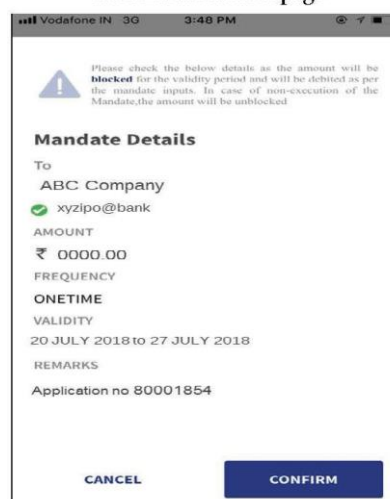 Vodafone IN 3G 3:48 PM
Please check the below details as the amount will be
blocked for the validity period and will be debited as per
the mandate inputs. In case of non-execution of the
Mandate,the amount will be unblocked
Mandate Details
To
ABC Company
xyzipo@bank
AMOUNT
₹ 0000.00
FREQUENCY
ONETIME
VALIDITY
20 JULY 2018 to 27 JULY 2018
REMARKS
Application no 80001854
CANCEL CONFIRM